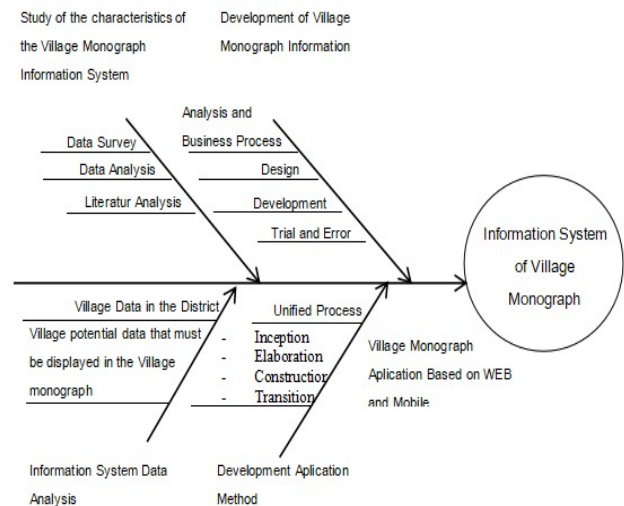 Study of the characteristics of
the Village Monograph
Information System
Development of Village
Monograph Information
Data Survey
Data Analysis
Literatur Analysis
Analysis and
Business Process
Design
Development
Trial and Error
Information System
of Village
Monograph
Village Data in the District
Village potential data that must
be displayed in the Village
monograph
Unified Process
- Inception
- Elaboration
- Construction
- Transition
Village Monograph
Aplication Based on WEB
and Mobile
Information System Data
Analysis
Development Aplication
Method